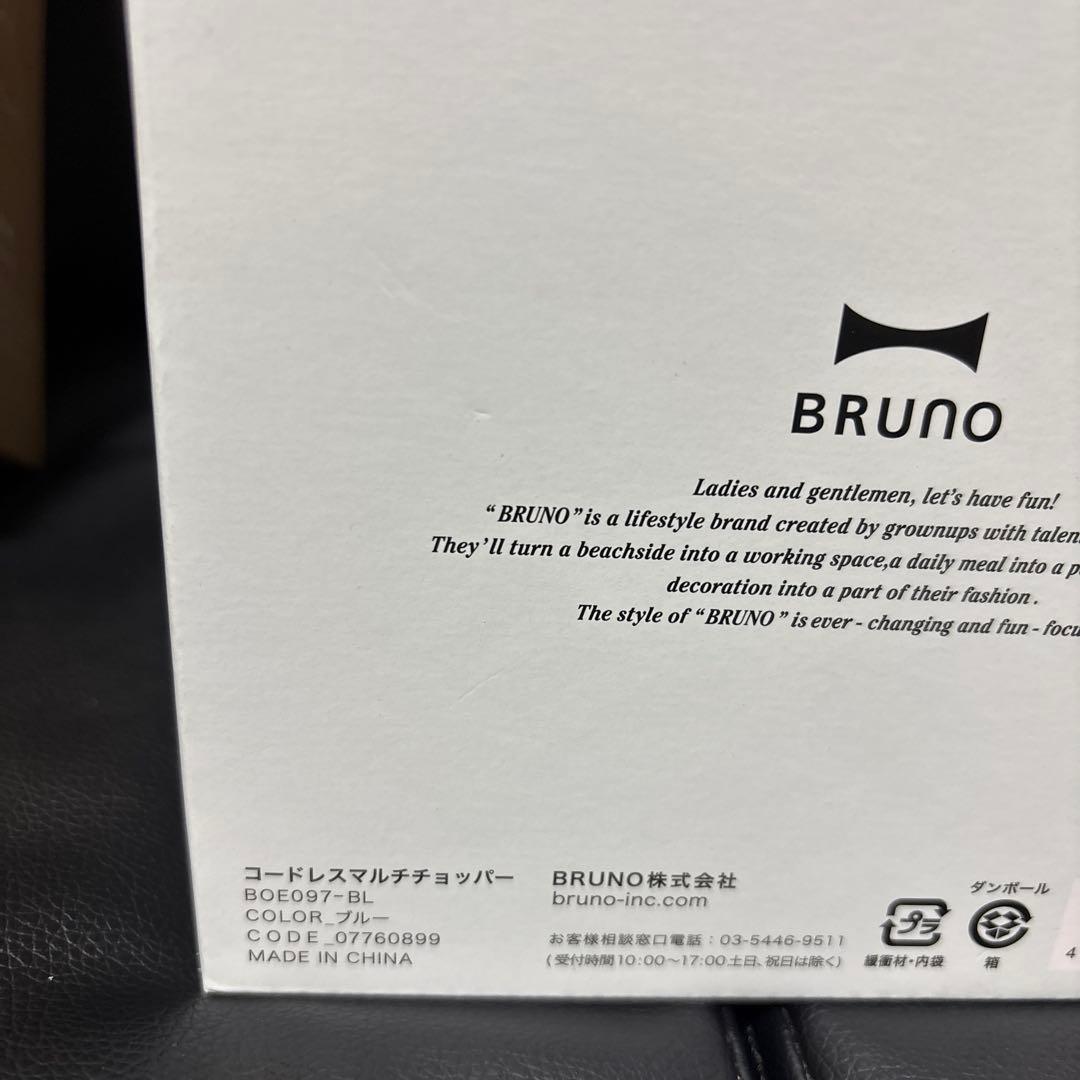 BRUNO
Ladies and gentlemen, let's have fun!
“BRUNO” is a lifestyle brand created by grownups with
They'll turn a beachside into a working space,a daily meal into a
decoration into a part of their fashion.
The style of “BRUNO” is ever-changing and fun-
コードレスマルチチョッパー
BOE097-BL
COLOR_ブルー
CODE_07760899
MADE IN CHINA
BRUNO株式会社
bruno-inc.com
お客様相談窓口電話：03-5446-9511
(受付時間10:00～17:00土日、祝日は除く)
プラ
緩衝材・内袋
ダンボール
箱
4